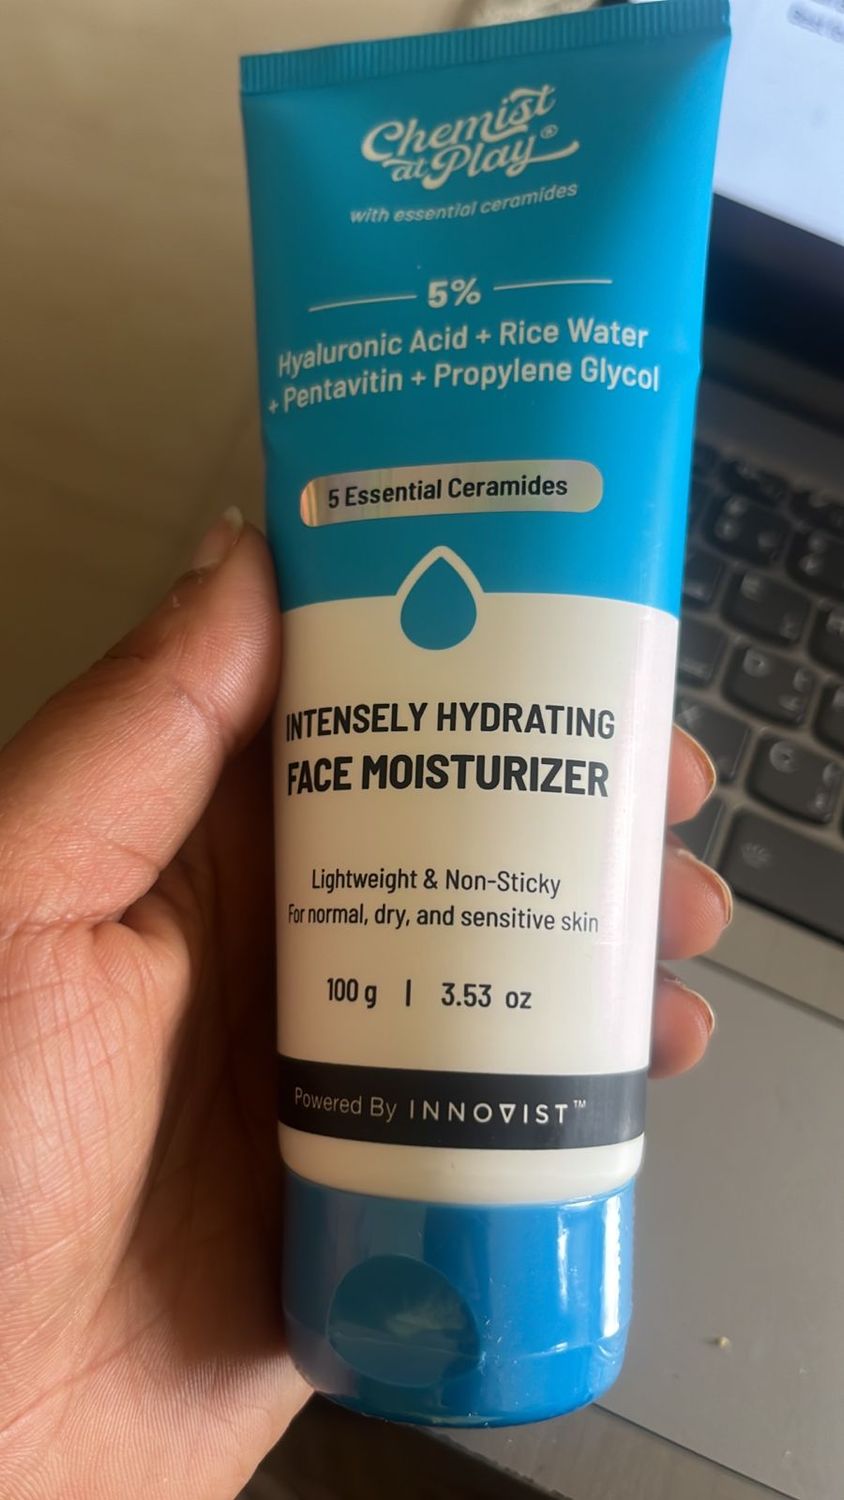 Chemist
at Play®
with essential ceramides
5%
Hyaluronic Acid + Rice Water
+ Pentavitin + Propylene Glycol
5 Essential Ceramides
INTENSELY HYDRATING
FACE MOISTURIZER
Lightweight & Non-Sticky
For normal, dry, and sensitive skin
100 g | 3.53 oz
Powered By INNOVIST™